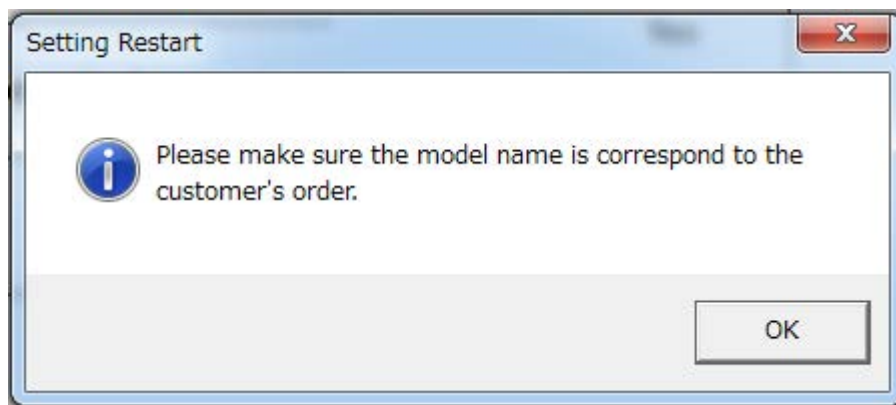 Setting Restart
Please make sure the model name is correspond to the
customer's order.
OK